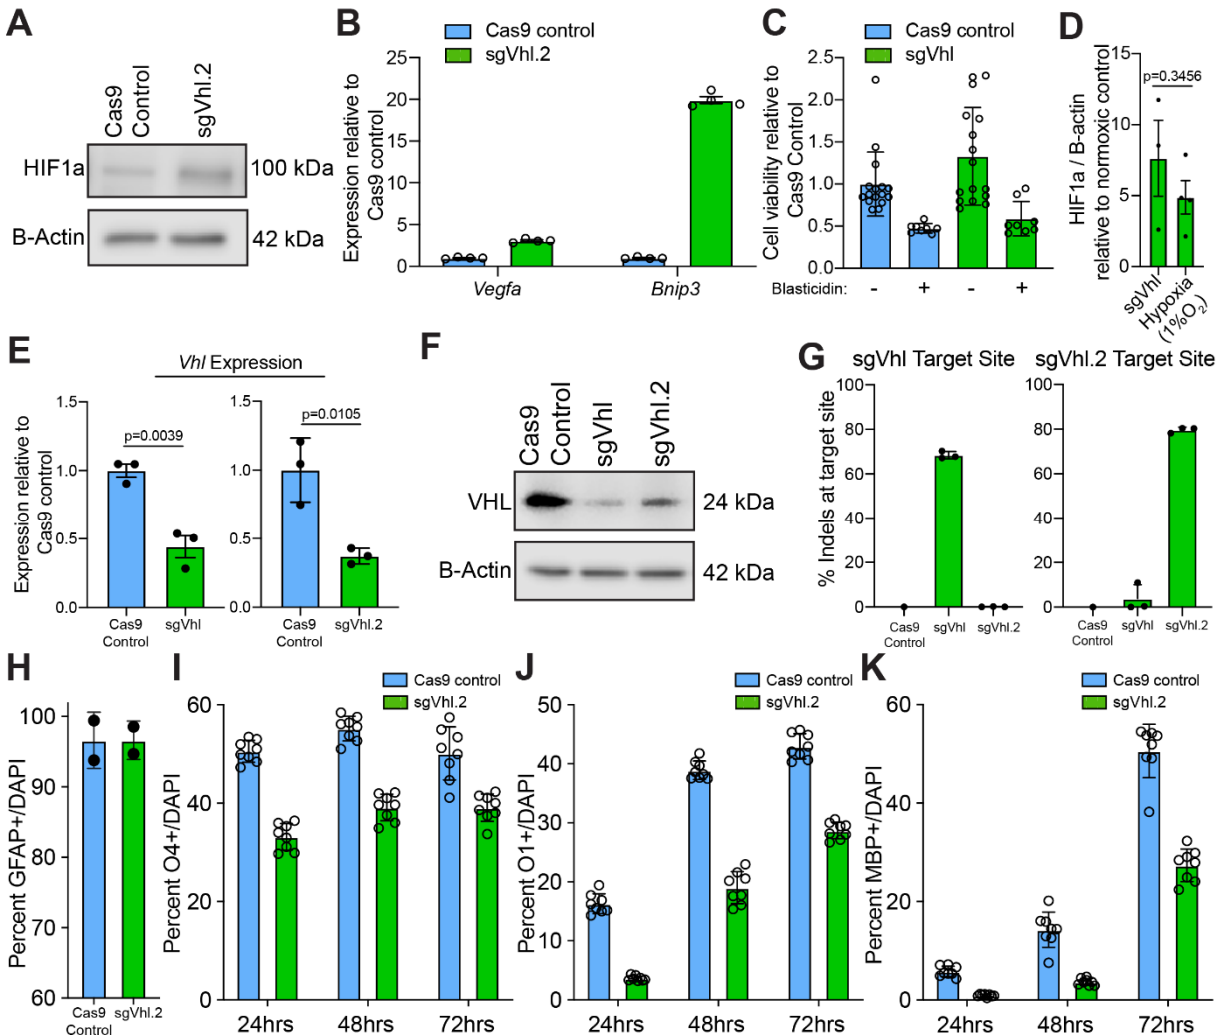 A
Cas9
Control
sgVhl.2
HIF1a
100 kDa
B-Actin
42 kDa
B
Cas9 control
sgVhl.2
Expression relative to
Cas9 control
25
20
15
10
5
0
Vegfa
Bnip3
C
Cas9 control
sgVhl
Cell viability relative to
Cas9 Control
2.5
2.0
1.5
1.0
0.5
0.0
Blasticidin:
-
+
-
+
D
HIF1a / B-actin
relative to normoxic control
15
10
5
0
p=0.3456
sgVhl
Hypoxia
(1%O2)
E
Vhl Expression
Expression relative to
Cas9 control
1.5
1.0
0.5
0.0
p=0.0039
Cas9
Control
sgVhl
1.5
1.0
0.5
0.0
p=0.0105
Cas9
Control
sgVhl.2
F
Cas9
Control
sgVhl
sgVhl.2
VHL
24 kDa
B-Actin
42 kDa
G
sgVhl Target Site
% Indels at target site
100
80
60
40
20
0
Cas9
Control
sgVhl
sgVhl.2
sgVhl.2 Target Site
100
80
60
40
20
0
Cas9
Control
sgVhl
sgVhl.2
H
Percent GFAP+/DAPI
100
90
80
70
60
Cas9
Control
sgVhl.2
I
Cas9 control
sgVhl.2
Percent O4+/DAPI
60
40
20
0
24hrs
48hrs
72hrs
J
Cas9 control
sgVhl.2
Percent O1+/DAPI
50
40
30
20
10
0
24hrs
48hrs
72hrs
K
Cas9 control
sgVhl.2
Percent MBP+/DAPI
60
40
20
0
24hrs
48hrs
72hrs